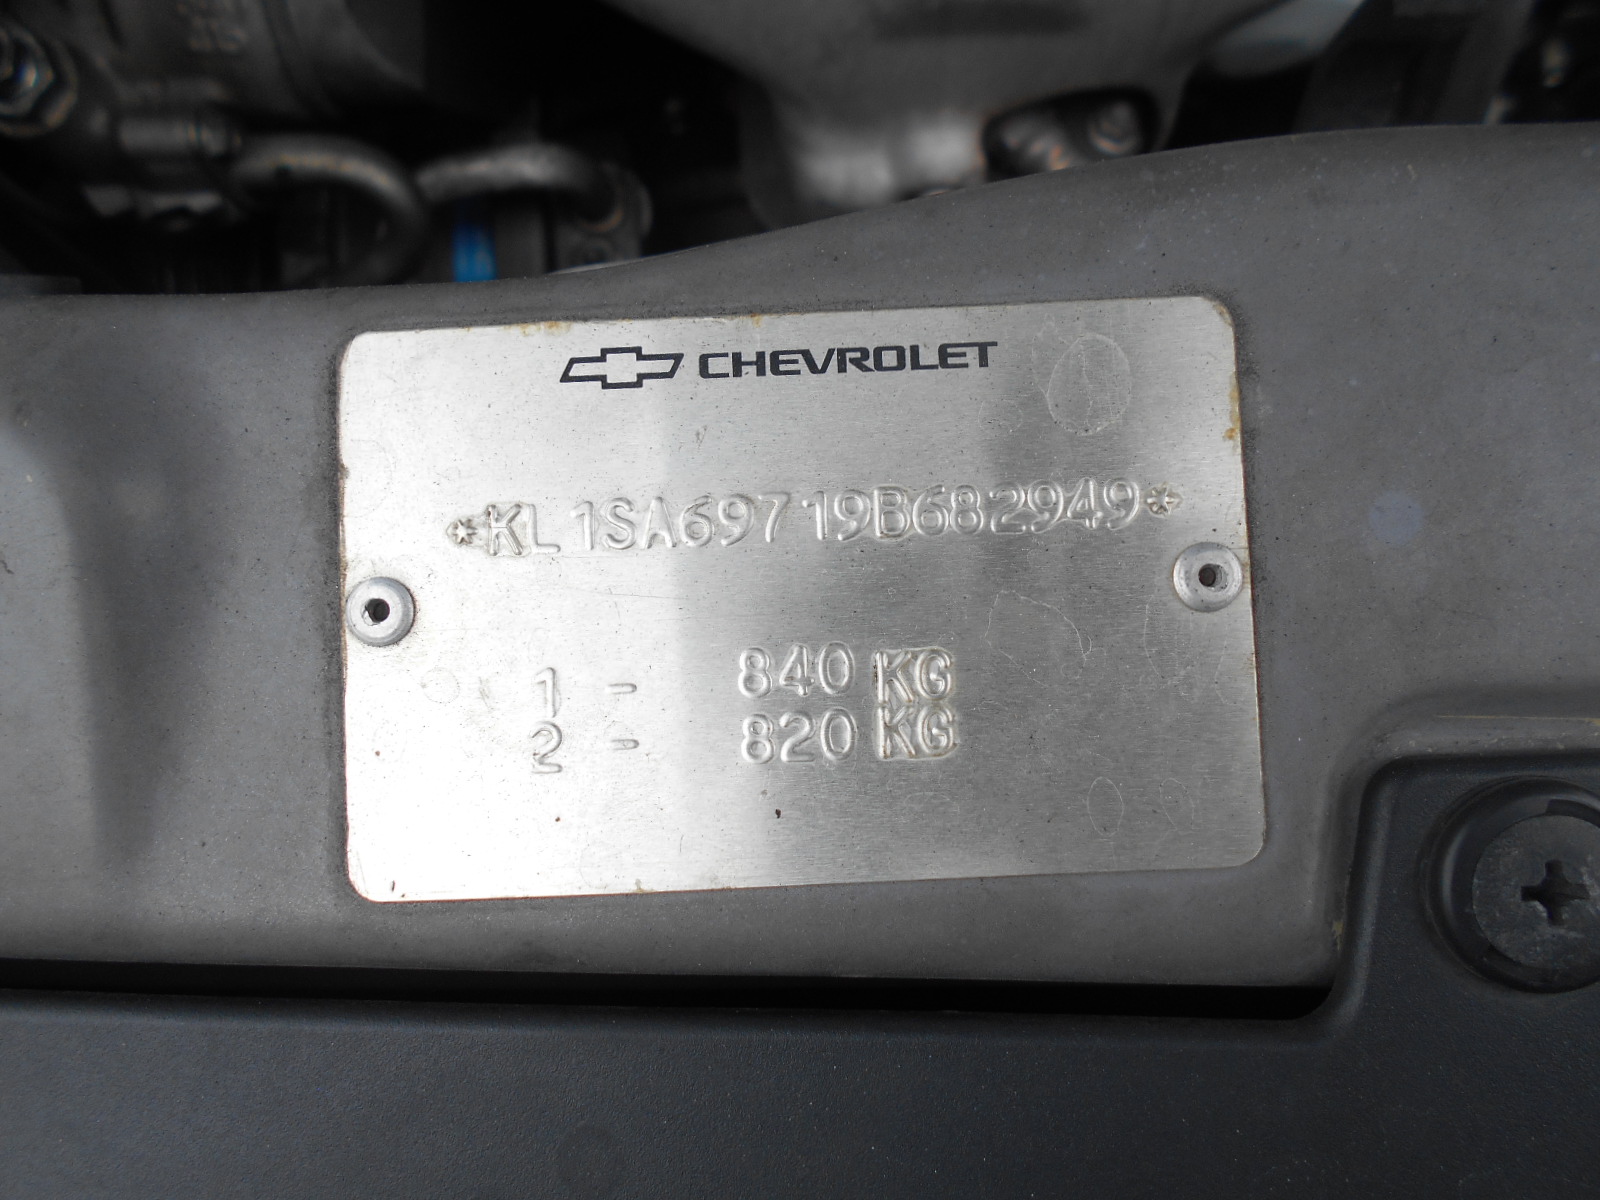 CHEVROLET
*KL1SA69719B682949*
1 - 840 KG
2 - 820 KG